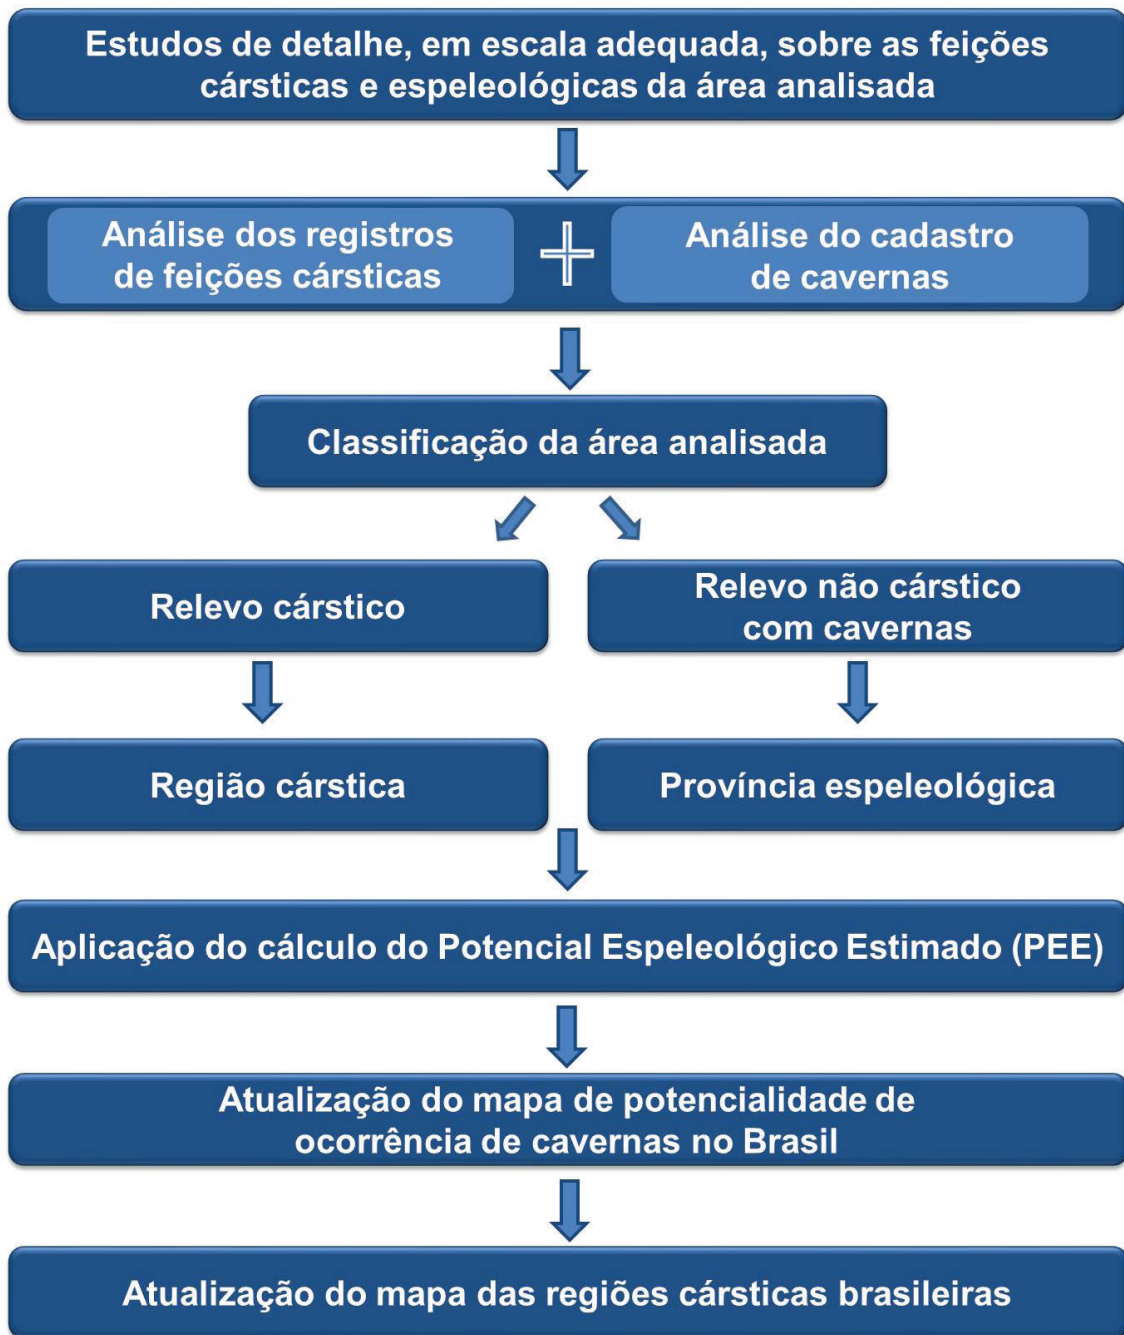 Estudos de detalhe, em escala adequada, sobre as feições
cársticas e espeleológicas da área analisada
Análise dos registros
de feições cársticas
Análise do cadastro
de cavernas
Classificação da área analisada
Relevo cárstico
Relevo não cárstico
com cavernas
Região cárstica
Província espeleológica
Aplicação do cálculo do Potencial Espeleológico Estimado (PEE)
Atualização do mapa de potencialidade de
ocorrência de cavernas no Brasil
Atualização do mapa das regiões cársticas brasileiras